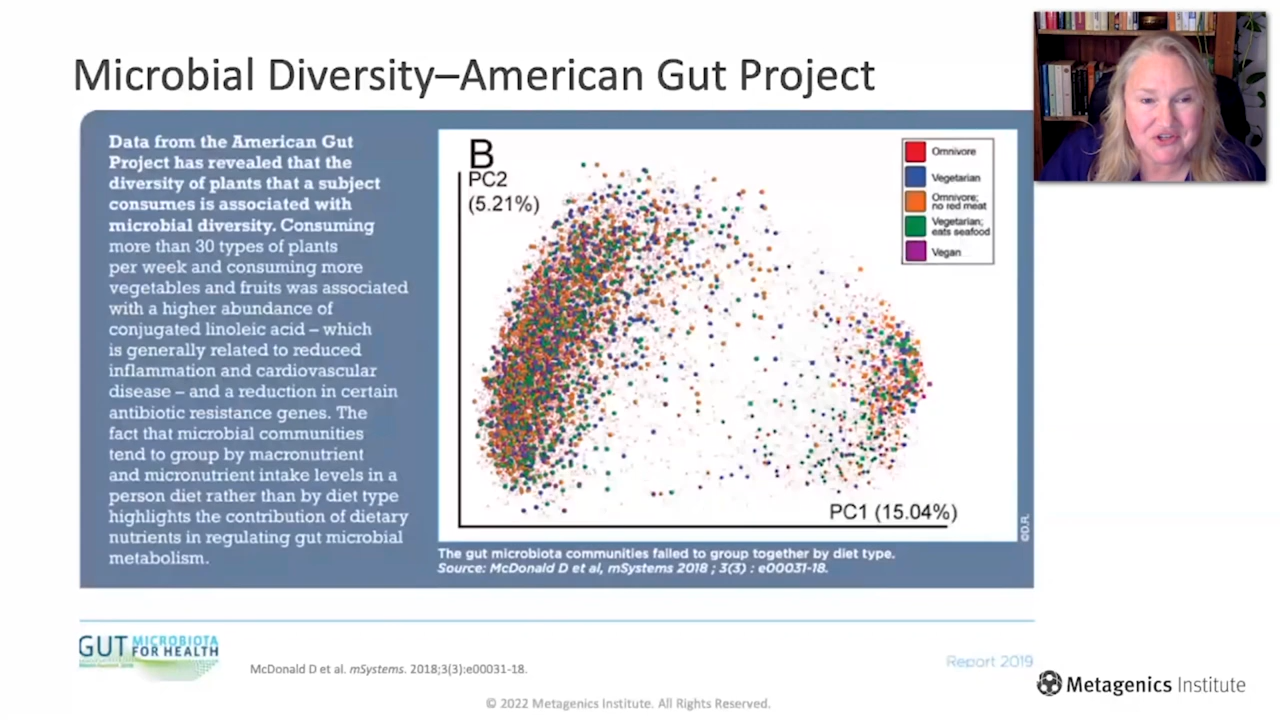 Microbial Diversity–American Gut Project
Data from the American Gut
Project has revealed that the
diversity of plants that a subject
consumes is associated with
microbial diversity. Consuming
more than 30 types of plants
per week and consuming more
vegetables and fruits was associated
with a higher abundance of
conjugated linoleic acid – which
is generally related to reduced
inflammation and cardiovascular
disease – and a reduction in certain
antibiotic resistance genes. The
fact that microbial communities
tend to group by macronutrient
and micronutrient intake levels in a
person diet rather than by diet type
highlights the contribution of dietary
nutrients in regulating gut microbial
metabolism.
B
PC2
(5.21%)
Omnivore
Vegetarian
Omnivore;
no red meat
Vegetarian;
eats seafood
Vegan
PC1 (15.04%)
©D.R.
The gut microbiota communities failed to group together by diet type.
Source: McDonald D et al, mSystems 2018 ; 3(3) : e00031-18.
GUT MICROBIOTA
FOR HEALTH
McDonald D et al. mSystems. 2018;3(3):e00031-18.
Report 2019
Metagenics Institute
© 2022 Metagenics Institute. All Rights Reserved.